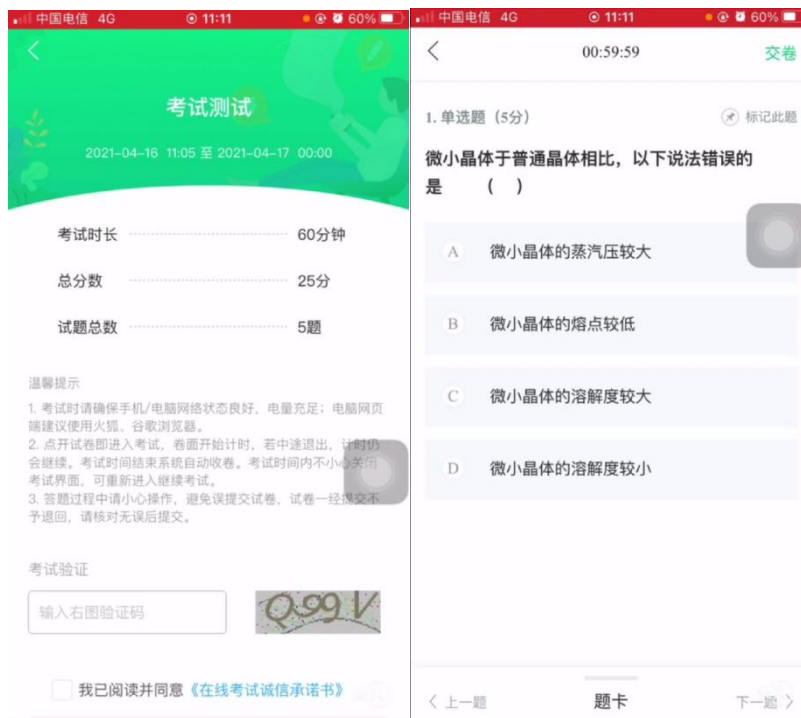 中国电信 4G
11:11
60%
考试测试
2021-04-16 11:05 至 2021-04-17 00:00
考试时长 60分钟
总分数 25分
试题总数 5题
温馨提示
1. 考试时请确保手机/电脑网络状态良好，电量充足；电脑网页
端建议使用火狐、谷歌浏览器。
2. 点开试卷即进入考试，卷面开始计时，若中途退出，计时仍
会继续。考试时间结束系统自动收卷。考试时间内不小心关闭
考试界面，可重新进入继续考试。
3. 答题过程中请小心操作，避免误提交试卷，试卷一经提交不
予退回，请核对无误后提交。
考试验证
输入右图验证码
QS9V
我已阅读并同意《在线考试诚信承诺书》
中国电信 4G
11:11
60%
00:59:59
交卷
1. 单选题（5分）
标记此题
微小晶体于普通晶体相比，以下说法错误的
是 （ ）
A 微小晶体的蒸汽压较大
B 微小晶体的熔点较低
C 微小晶体的溶解度较大
D 微小晶体的溶解度较小
上一题
题卡
下一题